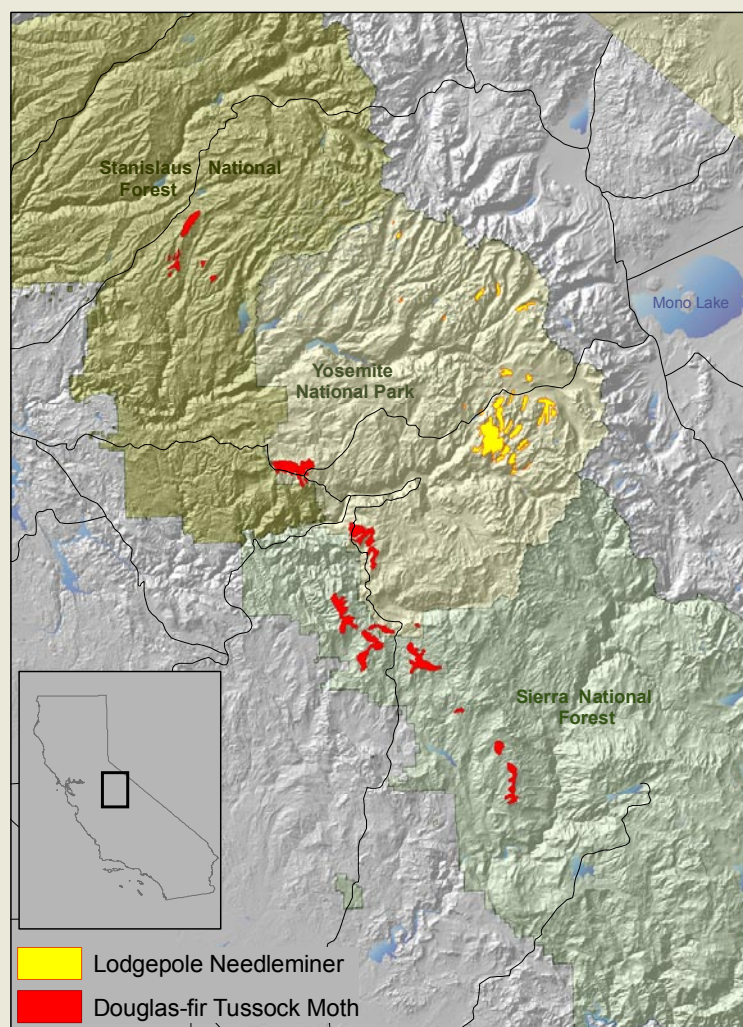 Stanislaus National
Forest
Mono Lake
Yosemite
National Park
Sierra National
Forest
Lodgepole Needleminer
Douglas-fir Tussock Moth